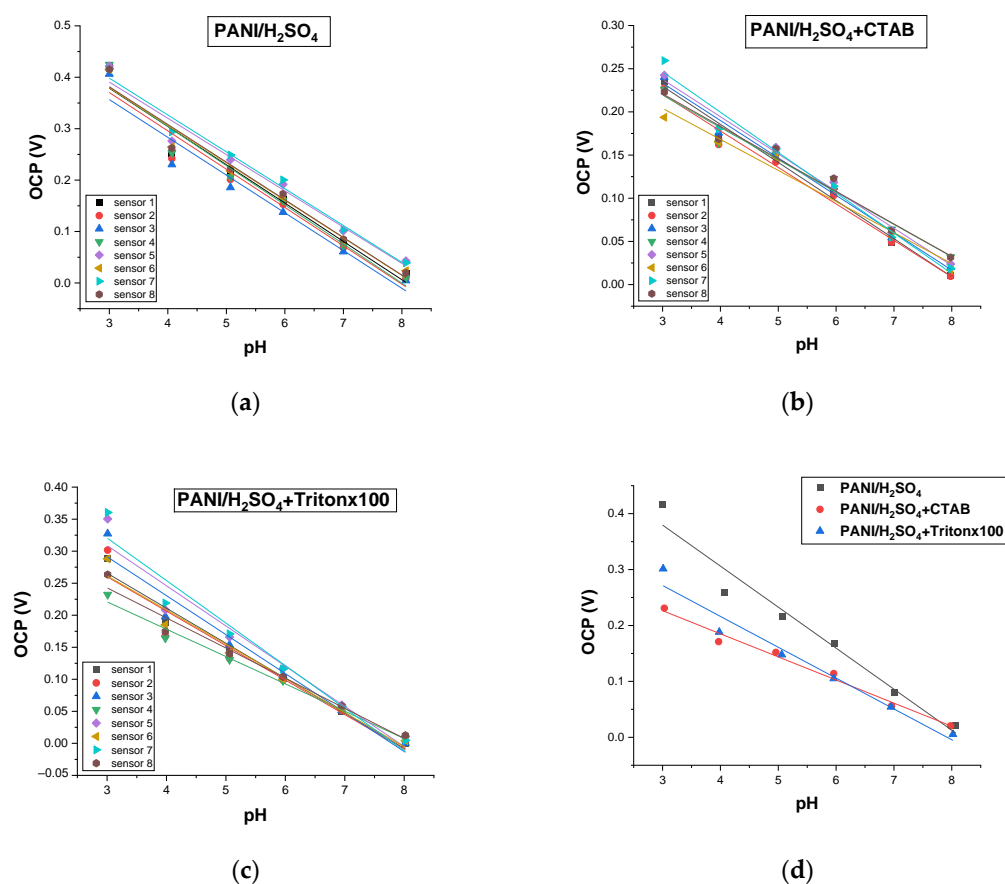 PANI/H₂SO₄
OCP (V)
0.4
0.3
0.2
0.1
0.0
sensor 1
sensor 2
sensor 3
sensor 4
sensor 5
sensor 6
sensor 7
sensor 8
3 4 5 6 7 8
pH
(a)
PANI/H₂SO₄+CTAB
OCP (V)
0.5
0.30
0.25
0.20
0.15
0.10
0.05
0.00
sensor 1
sensor 2
sensor 3
sensor 4
sensor 5
sensor 6
sensor 7
sensor 8
3 4 5 6 7 8
pH
(b)
PANI/H₂SO₄+Tritonx100
OCP (V)
0.40
0.35
0.30
0.25
0.20
0.15
0.10
0.05
0.00
–0.05
sensor 1
sensor 2
sensor 3
sensor 4
sensor 5
sensor 6
sensor 7
sensor 8
3 4 5 6 7 8
pH
(c)
PANI/H₂SO₄
PANI/H₂SO₄+CTAB
PANI/H₂SO₄+Tritonx100
OCP (V)
0.4
0.3
0.2
0.1
0.0
3 4 5 6 7 8
pH
(d)